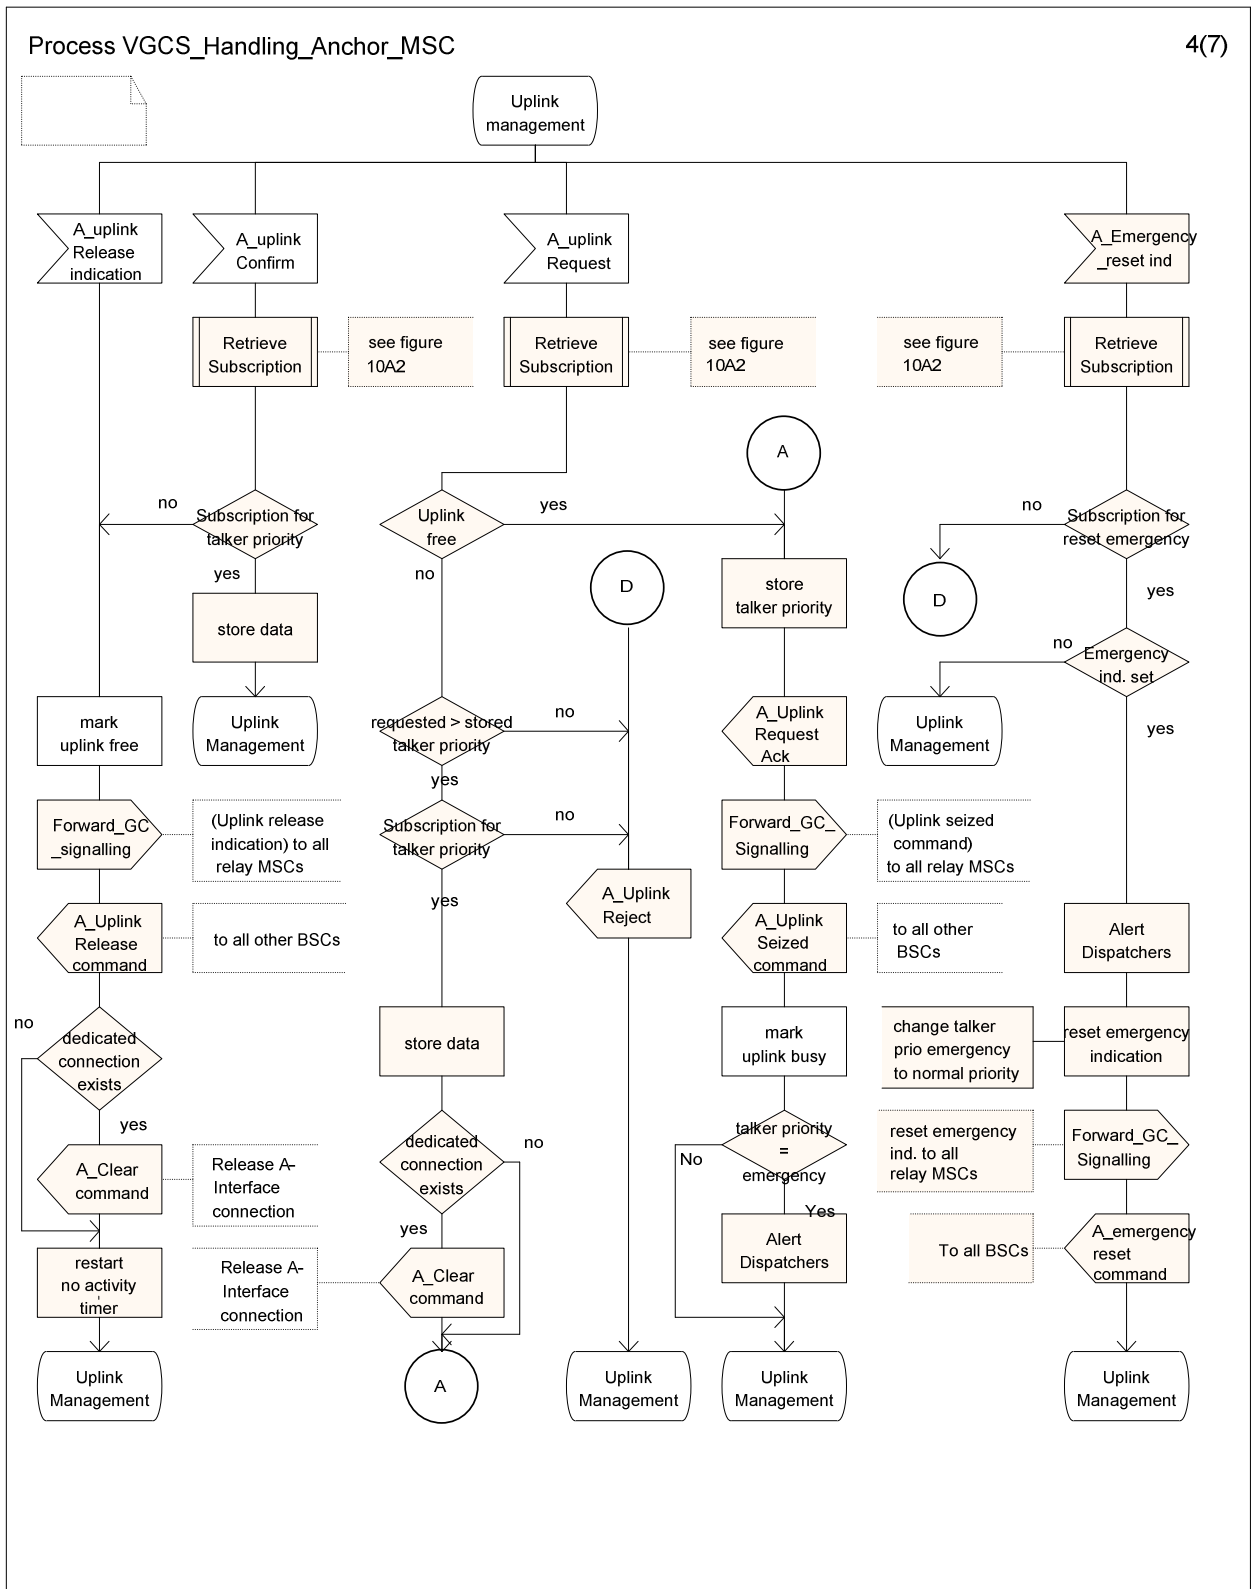 Process VGCS_Handling_Anchor_MSC
4(7)
Uplink
management
A_uplink
Release
indication
A_uplink
Confirm
A_uplink
Request
A_Emergency
_reset ind
Retrieve
Subscription
see figure
10A2
Retrieve
Subscription
see figure
10A2
see figure
10A2
Retrieve
Subscription
A
no
Subscription for
talker priority
yes
Uplink
free
yes
no
no
Subscription for
reset emergency
yes
store data
D
store
talker priority
D
no
Emergency
ind. set
yes
mark
uplink free
Uplink
Management
requested > stored
talker priority
no
yes
A_Uplink
Request
Ack
Uplink
Management
Forward_GC
_signalling
(Uplink release
indication) to all
relay MSCs
Subscription for
talker priority
no
yes
Forward_GC_
Signalling
(Uplink seized
command)
to all relay MSCs
A_Uplink
Reject
A_Uplink
Release
command
to all other BSCs
A_Uplink
Seized
command
to all other
BSCs
Alert
Dispatchers
no
dedicated
connection
exists
yes
store data
mark
uplink busy
change talker
prio emergency
to normal priority
reset emergency
indication
A_Clear
command
Release A-
Interface
connection
dedicated
connection
exists
no
yes
talker priority
=
emergency
No
Yes
reset emergency
ind. to all
relay MSCs
Forward_GC_
Signalling
restart
no activity
timer
Release A-
Interface
connection
A_Clear
command
Alert
Dispatchers
To all BSCs
A_emergency
reset
command
Uplink
Management
A
Uplink
Management
Uplink
Management
Uplink
Management